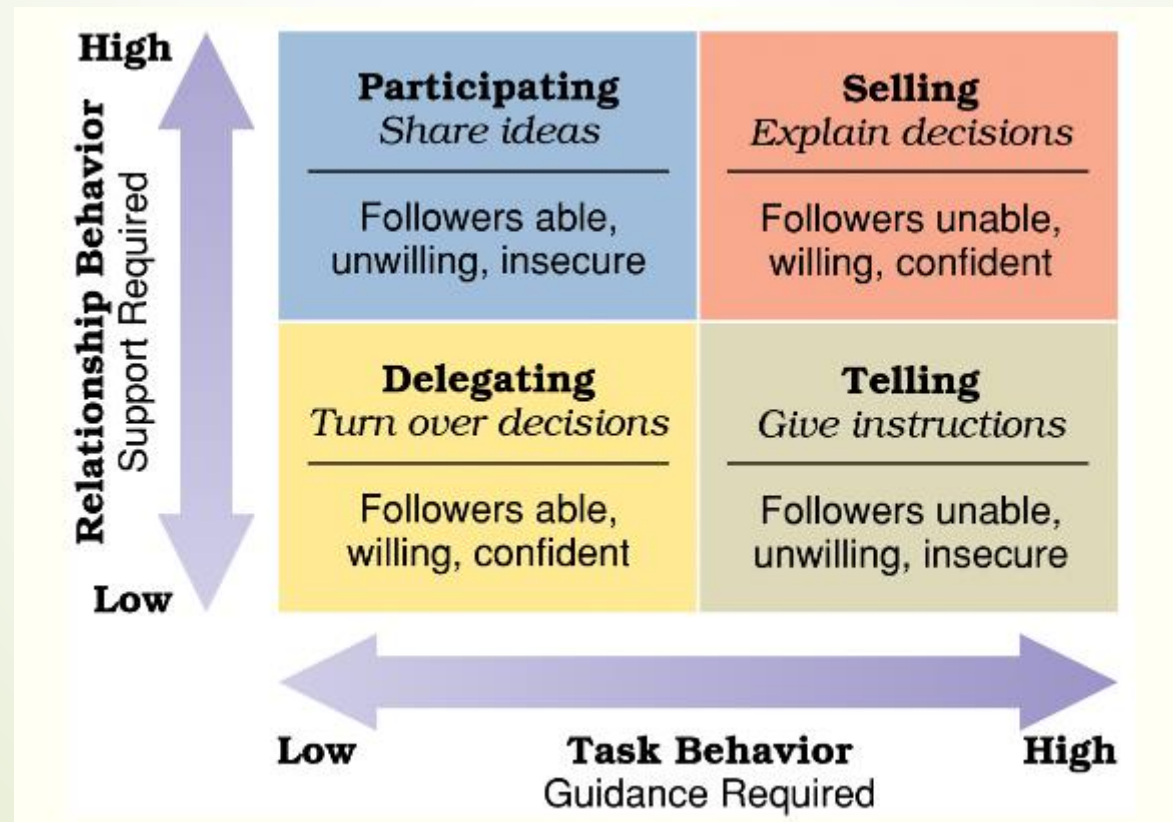 High
Relationship Behavior
Support Required
Low
Participating
Share ideas
Followers able,
unwilling, insecure
Selling
Explain decisions
Followers unable,
willing, confident
Delegating
Turn over decisions
Followers able,
willing, confident
Telling
Give instructions
Followers unable,
unwilling, insecure
Low
Task Behavior
High
Guidance Required